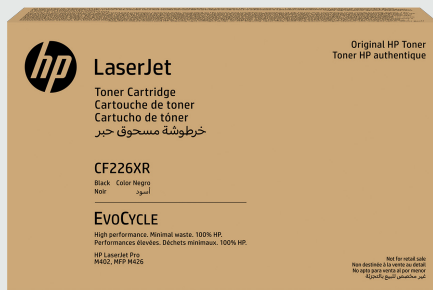 hp
Original HP Toner
Toner HP authentique
LaserJet
Toner Cartridge
Cartouche de toner
Cartucho de tóner
خرطوشة مسحوق حبر
CF226XR
Black Color Negro
Noir أسود
EVOCYCLE
High performance. Minimal waste. 100% HP.
Performances élevées. Déchets minimaux. 100% HP.
HP LaserJet Pro
M402, MFP M426
Not for retail sale
Non destinée à la vente au détail
No apto para venta al por menor
غير مخصص للبيع بالتجزئة